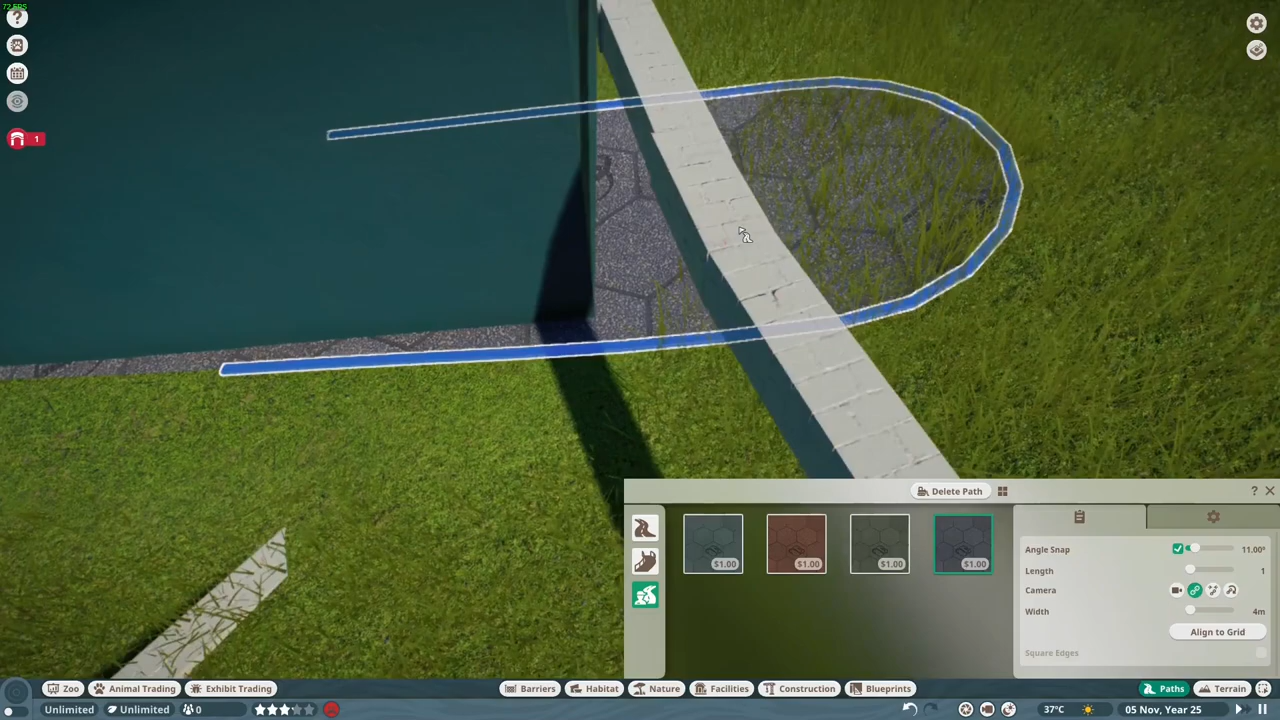 72 FPS
?
1
Delete Path
?
$1.00 $1.00 $1.00 $1.00
Angle Snap 11.00°
Length 1
Camera
Width 4m
Align to Grid
Square Edges
Zoo Animal Trading Exhibit Trading Barriers Habitat Nature Facilities Construction Blueprints Paths Terrain
Unlimited Unlimited 0 37°C 05 Nov, Year 25